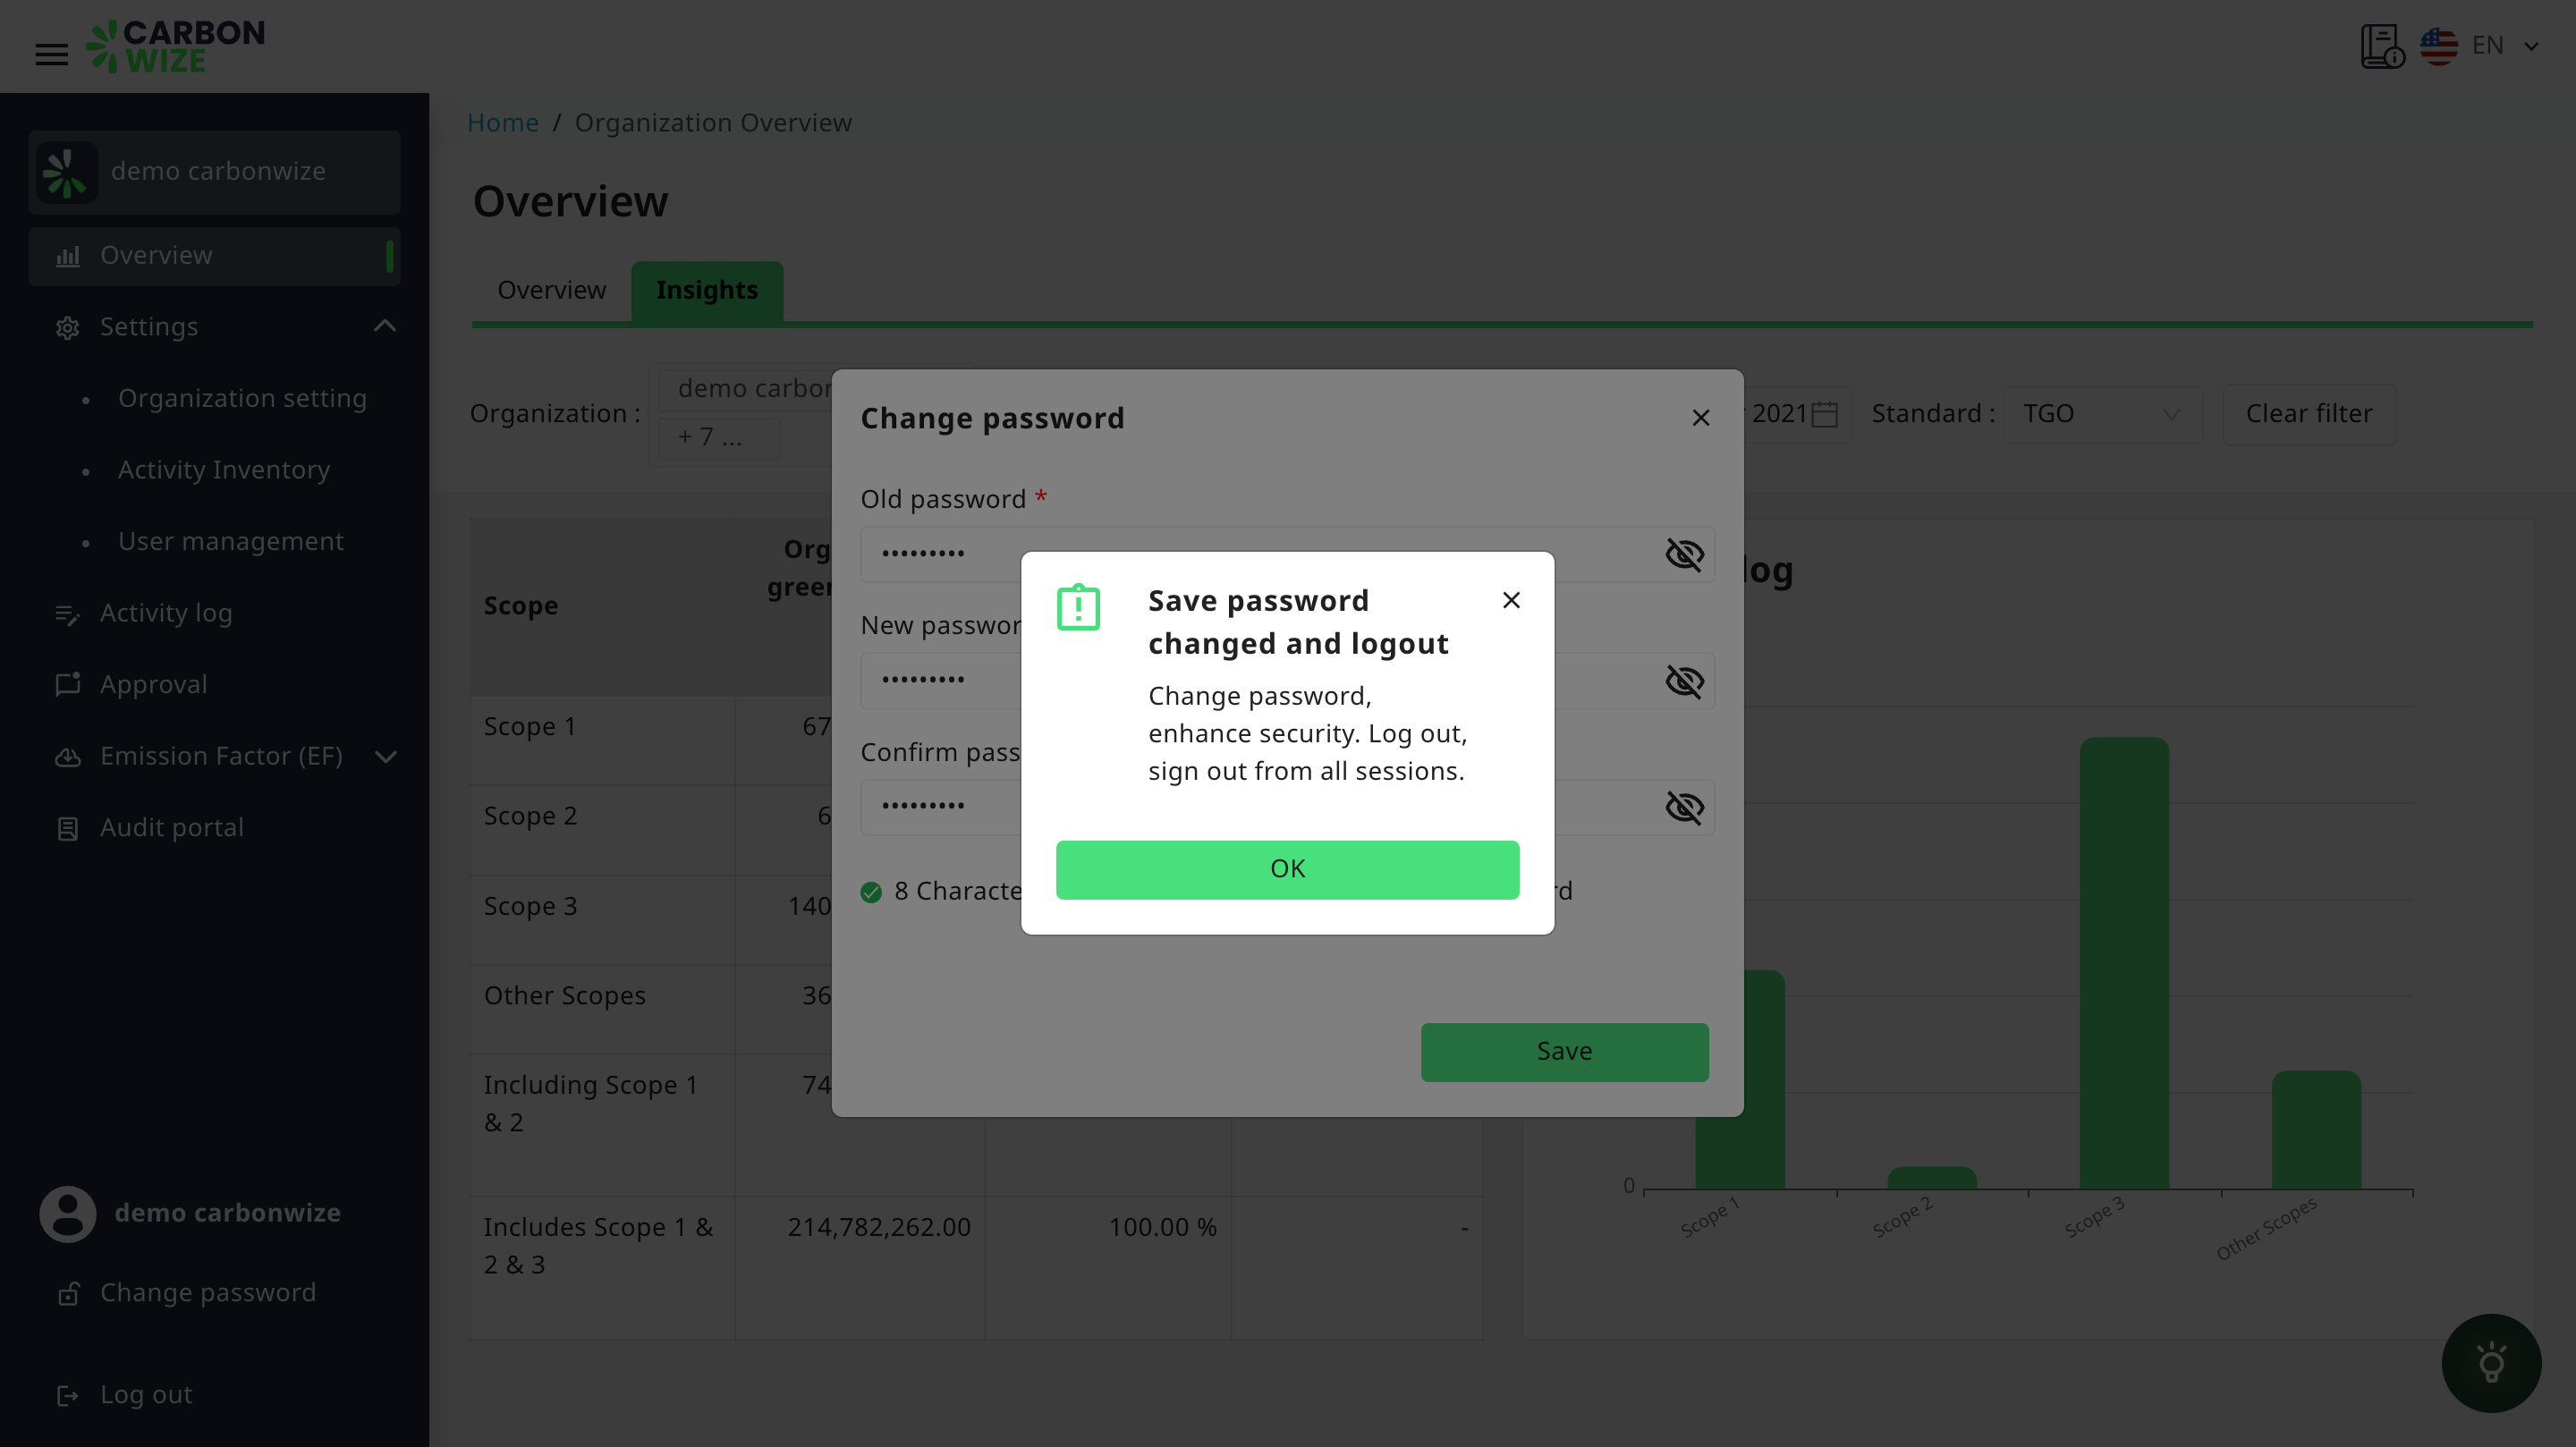 CARBON
WIZE
EN
demo carbonwize
Overview
Settings
Organization setting
Activity Inventory
User management
Activity log
Approval
Emission Factor (EF)
Audit portal
demo carbonwize
Change password
Log out
Home / Organization Overview
Overview
Overview
Insights
Organization :
demo carbon
+ 7 ...
2021
Standard :
TGO
Clear filter
Scope
Org
green
Scope 1
67
Scope 2
6
Scope 3
140
Other Scopes
36
Including Scope 1
& 2
74
Includes Scope 1 &
2 & 3
214,782,262.00
100.00 %
-
log
0
Scope 1
Scope 2
Scope 3
Other Scopes
Change password
Old password *
•••••••••
New passwor
•••••••••
Confirm pass
•••••••••
8 Characte
rd
Save
Save password
changed and logout
Change password,
enhance security. Log out,
sign out from all sessions.
OK